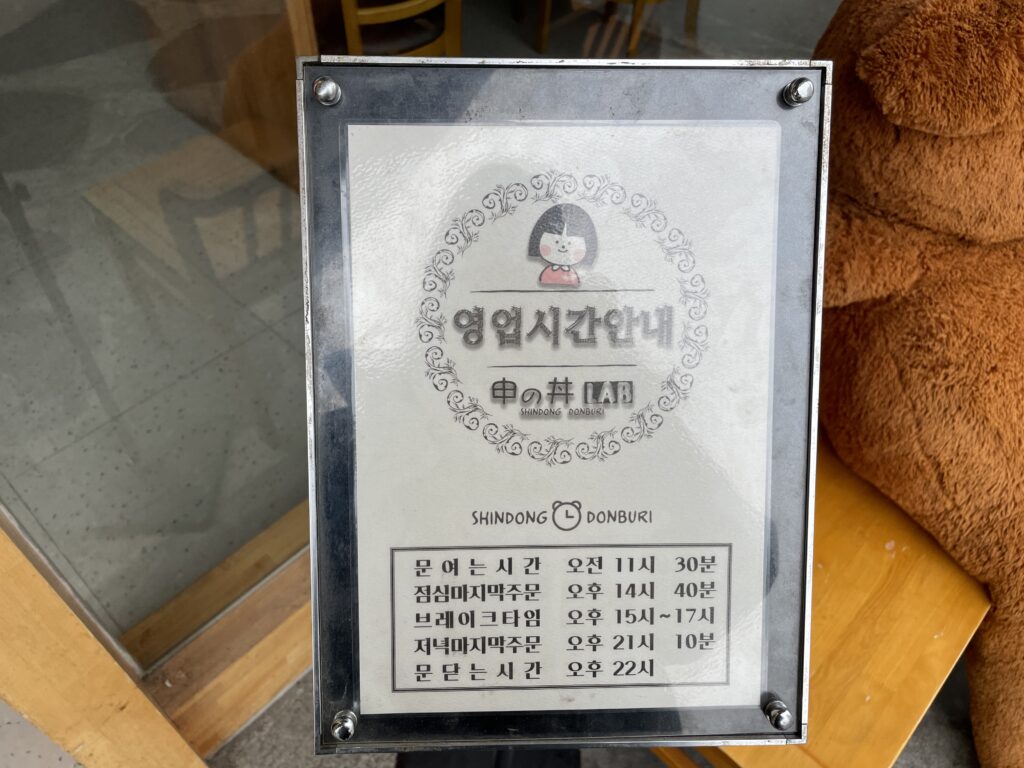 영업시간안내
申の丼 LAB
SHINDONG DONBURI
SHINDONG DONBURI
문 여 는 시 간 오전 11시 30분
점심마지막주문 오후 14시 40분
브레이크타임 오후 15시~17시
저녁마지막주문 오후 21시 10분
문 닫 는 시 간 오후 22시